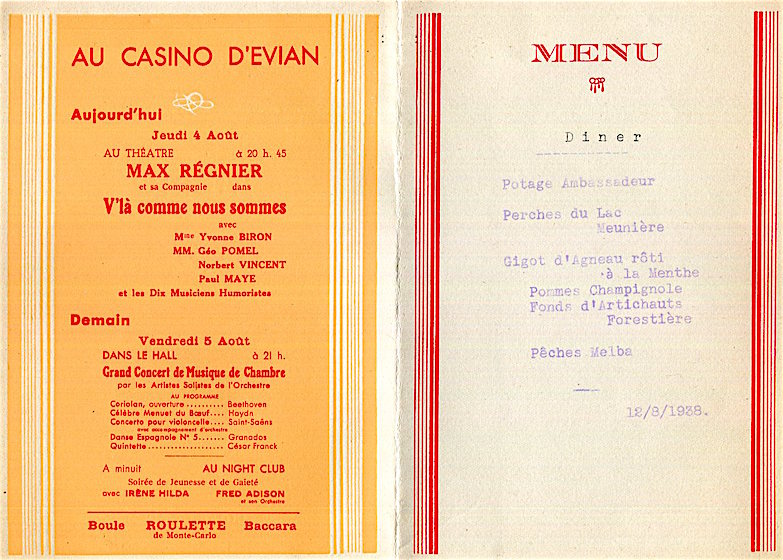 AU CASINO D'EVIAN
Aujourd'hui
Jeudi 4 Août
AU THÉATRE à 20 h. 45
MAX RÉGNIER
et sa Compagnie dans
V'là comme nous sommes
avec
Mme Yvonne BIRON
MM. Géo POMEL
Norbert VINCENT
Paul MAYE
et les Dix Musiciens Humoristes
Demain
Vendredi 5 Août
DANS LE HALL à 21 h.
Grand Concert de Musique de Chambre
par les Artistes Solistes de l'Orchestre
AU PROGRAMME
Coriolan, ouverture .......... Beethoven
Célèbre Menuet du Bœuf.... Haydn
Concerto pour violoncelle.... Saint-Saëns
avec accompagnement d'orchestre
Danse Espagnole N° 5....... Granados
Quintette .................... César Franck
A minuit AU NIGHT CLUB
Soirée de Jeunesse et de Gaieté
avec IRÈNE HILDA FRED ADISON
et son Orchestre
Boule ROULETTE Baccara
de Monte-Carlo
MENU
Diner
Potage Ambassadeur
Perches du Lac
Meunière
Gigot d'Agneau rôti
à la Menthe
Pommes Champignole
Fonds d'Artichauts
Forestière
Pêches Melba
12/8/1938.